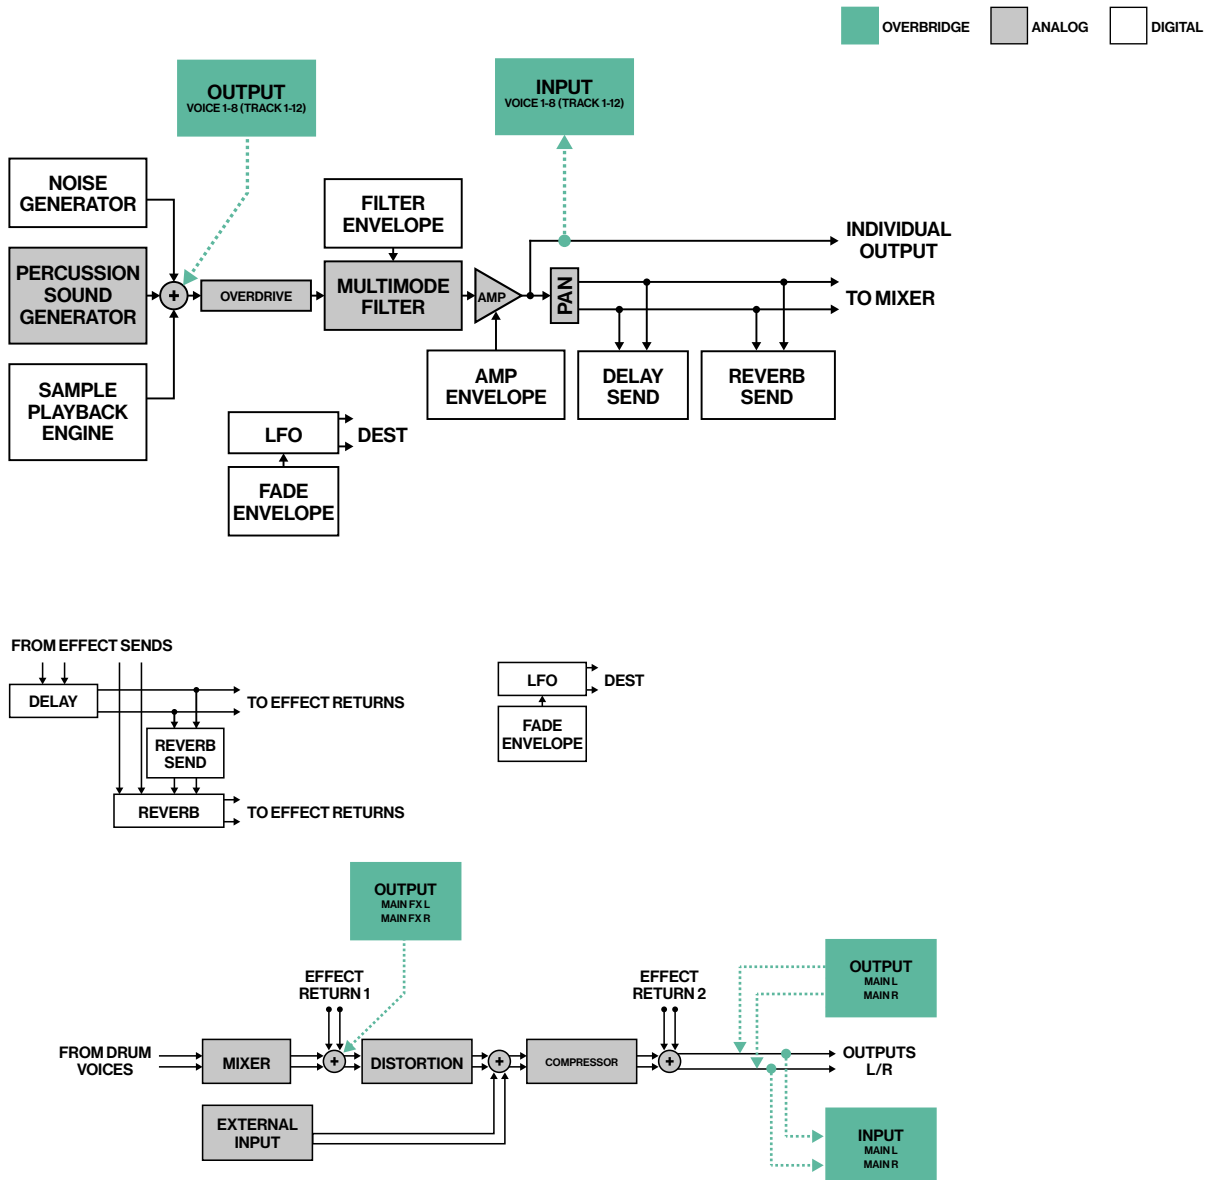 OVERBRIDGE
ANALOG
DIGITAL
OUTPUT
VOICE 1-8 (TRACK 1-12)
INPUT
VOICE 1-8 (TRACK 1-12)
NOISE
GENERATOR
FILTER
ENVELOPE
INDIVIDUAL
OUTPUT
PERCUSSION
SOUND
GENERATOR
+
OVERDRIVE
MULTIMODE
FILTER
AMP
PAN
TO MIXER
SAMPLE
PLAYBACK
ENGINE
AMP
ENVELOPE
DELAY
SEND
REVERB
SEND
LFO
DEST
FADE
ENVELOPE
FROM EFFECT SENDS
DELAY
TO EFFECT RETURNS
REVERB
SEND
REVERB
TO EFFECT RETURNS
LFO
DEST
FADE
ENVELOPE
OUTPUT
MAIN FX L
MAIN FX R
OUTPUT
MAIN L
MAIN R
EFFECT
RETURN 1
EFFECT
RETURN 2
FROM DRUM
VOICES
MIXER
+
DISTORTION
+
COMPRESSOR
+
OUTPUTS
L/R
EXTERNAL
INPUT
INPUT
MAIN L
MAIN R